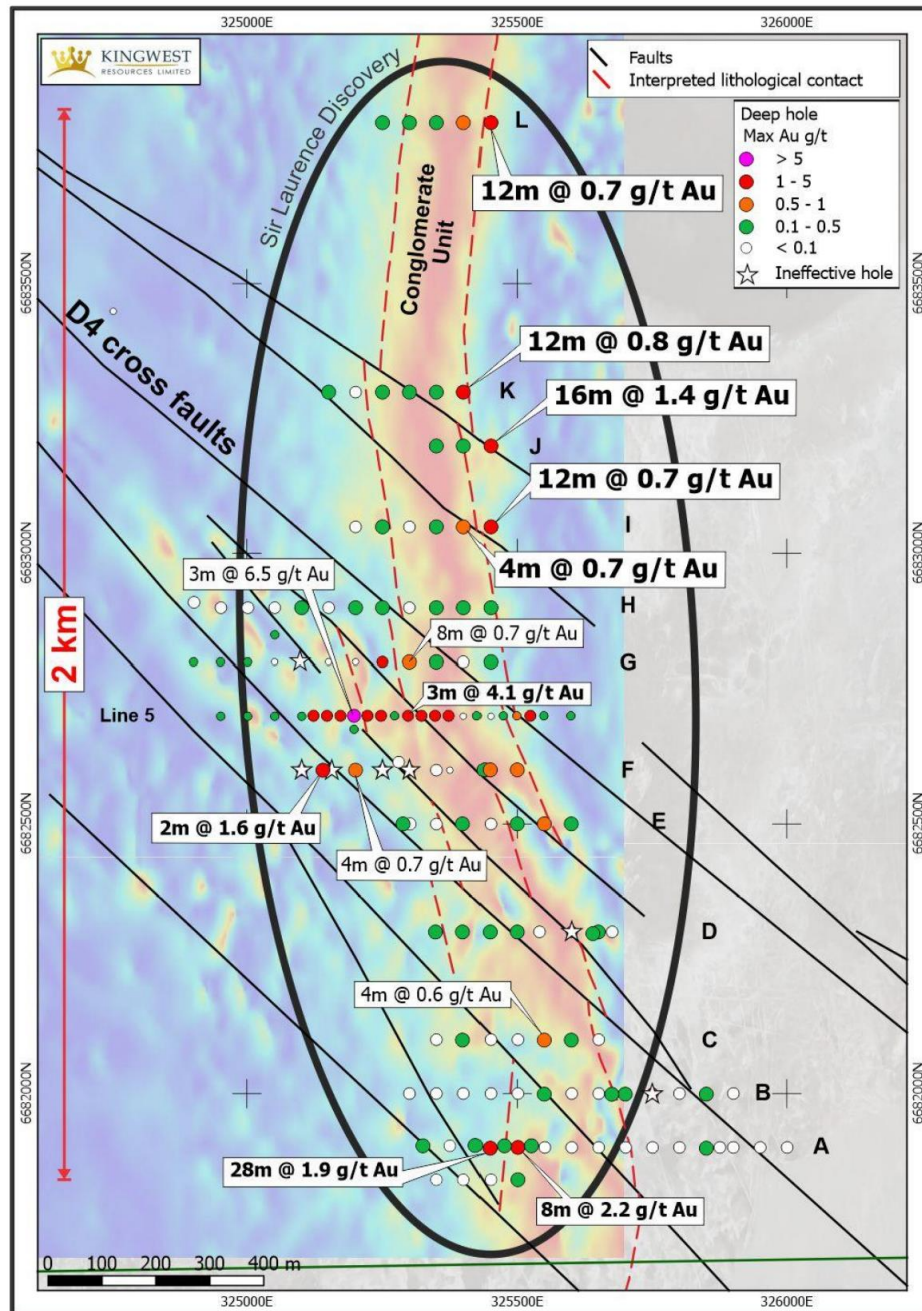 325000E
325500E
326000E
KINGWEST
RESOURCES LIMITED
Faults
Interpreted lithological contact
Deep hole
Max Au g/t
> 5
1 - 5
0.5 - 1
0.1 - 0.5
< 0.1
Ineffective hole
Sir Laurence Discovery
L
12m @ 0.7 g/t Au
Conglomerate
Unit
6683500N
6683500N
D4 cross faults
12m @ 0.8 g/t Au
K
16m @ 1.4 g/t Au
J
12m @ 0.7 g/t Au
I
6683000N
6683000N
3m @ 6.5 g/t Au
4m @ 0.7 g/t Au
H
2 km
8m @ 0.7 g/t Au
G
3m @ 4.1 g/t Au
Line 5
F
2m @ 1.6 g/t Au
E
6682500N
6682500N
4m @ 0.7 g/t Au
D
4m @ 0.6 g/t Au
C
6682000N
6682000N
B
A
28m @ 1.9 g/t Au
8m @ 2.2 g/t Au
0 100 200 300 400 m
325000E
325500E
326000E